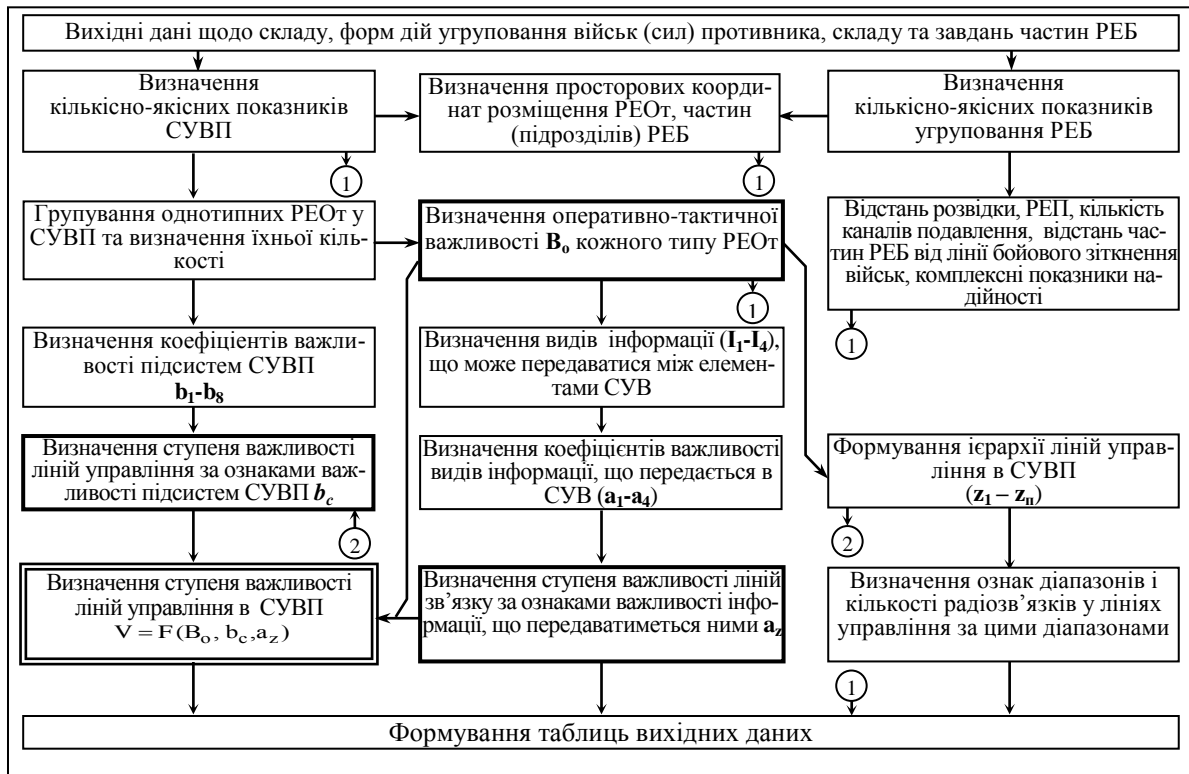 Вихідні дані щодо складу, форм дій угруповання військ (сил) противника, складу та завдань частин РЕБ
Визначення
кількісно-якісних показників
СУВП
Визначення просторових коорди-
нат розміщення РЕОт, частин
(підрозділів) РЕБ
Визначення
кількісно-якісних показників
угруповання РЕБ
1
1
Групування однотипних РЕОт у
СУВП та визначення їхньої кіль-
кості
Визначення оперативно-тактичної
важливості Bo кожного типу РЕОт
Відстань розвідки, РЕП, кількість
каналів подавлення, відстань час-
тин РЕБ від лінії бойового зіткнення
військ, комплексні показники на-
дійності
1
1
Визначення коефіцієнтів важли-
вості підсистем СУВП
b1-b8
Визначення видів інформації (I1-I4),
що може передаватися між елемен-
тами СУВ
Визначення ступеня важливості
ліній управління за ознаками важ-
ливості підсистем СУВП bc
Визначення коефіцієнтів важливості
видів інформації, що передається в
СУВ (a1-a4)
Формування ієрархії ліній управ-
ління в СУВП
(z1 – zn)
2
2
Визначення ступеня важливості
ліній управління в СУВП
V = F(Bo, bc, az)
Визначення ступеня важливості ліній
зв’язку за ознаками важливості інфо-
рмації, що передаватиметься ними az
Визначення ознак діапазонів і
кількості радіозв’язків у лініях
управління за цими діапазонами
1
Формування таблиць вихідних даних